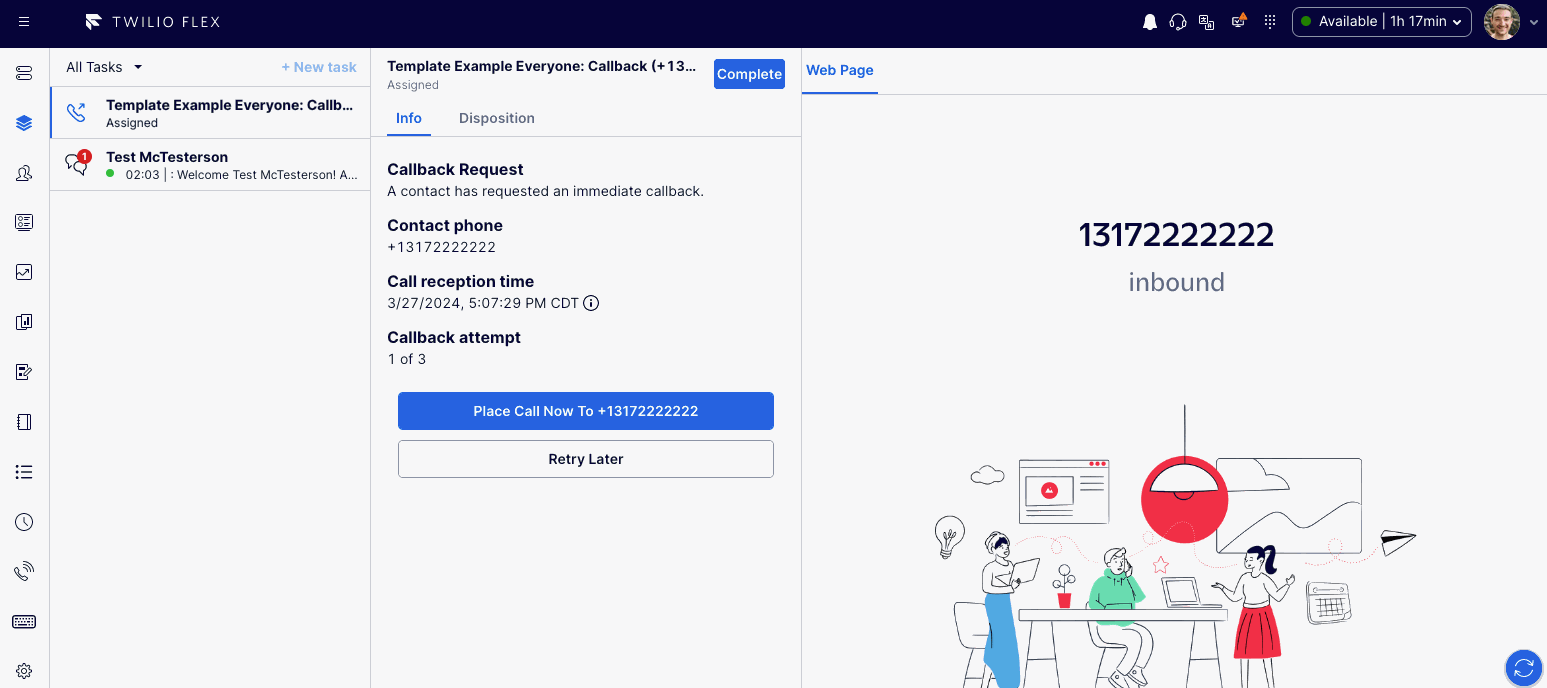 TWILIO FLEX
Available | 1h 17min
All Tasks
+ New task
Template Example Everyone: Callb...
Assigned
1
Test McTesterson
02:03 | : Welcome Test McTesterson! A...
Template Example Everyone: Callback (+13...
Assigned
Complete
Info
Disposition
Callback Request
A contact has requested an immediate callback.
Contact phone
+13172222222
Call reception time
3/27/2024, 5:07:29 PM CDT
Callback attempt
1 of 3
Place Call Now To +13172222222
Retry Later
Web Page
13172222222
inbound